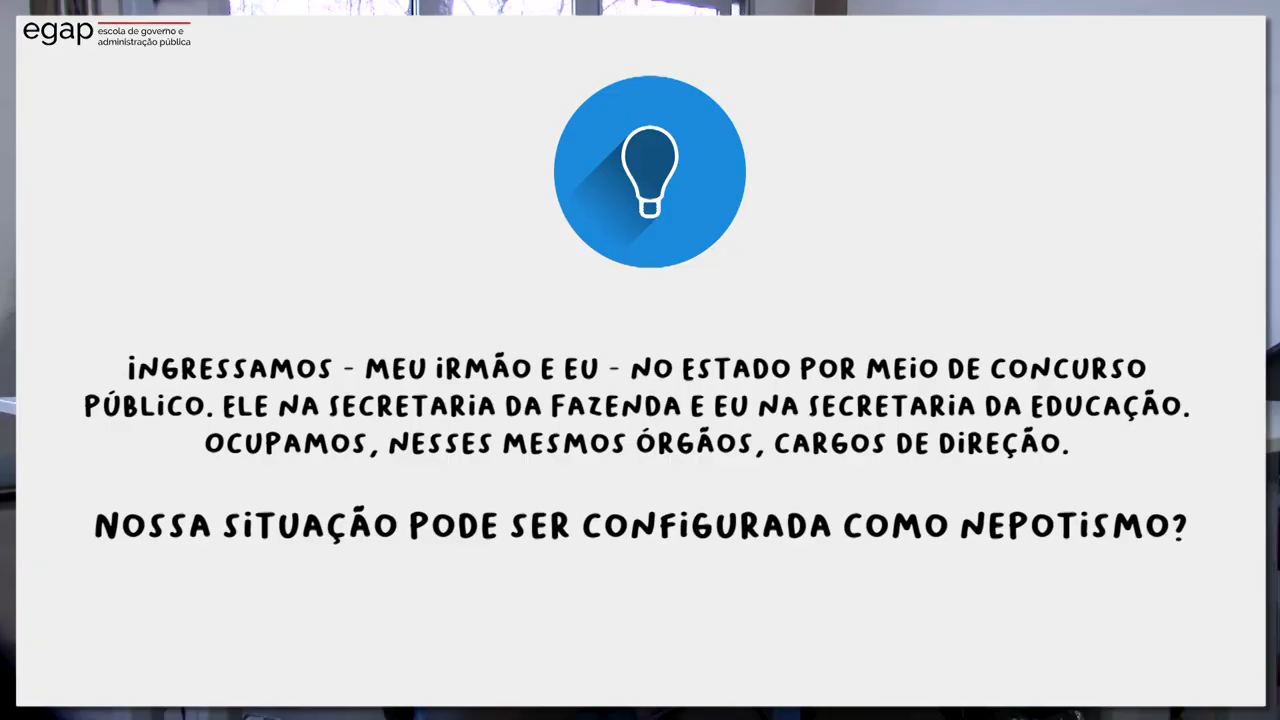 egap escola de governo e
administração pública
INGRESSAMOS - MEU IRMÃO E EU - NO ESTADO POR MEIO DE CONCURSO
PÚBLICO. ELE NA SECRETARIA DA FAZENDA E EU NA SECRETARIA DA EDUCAÇÃO.
OCUPAMOS, NESSES MESMOS ÓRGÃOS, CARGOS DE DIREÇÃO.
NOSSA SITUAÇÃO PODE SER CONFIGURADA COMO NEPOTISMO?